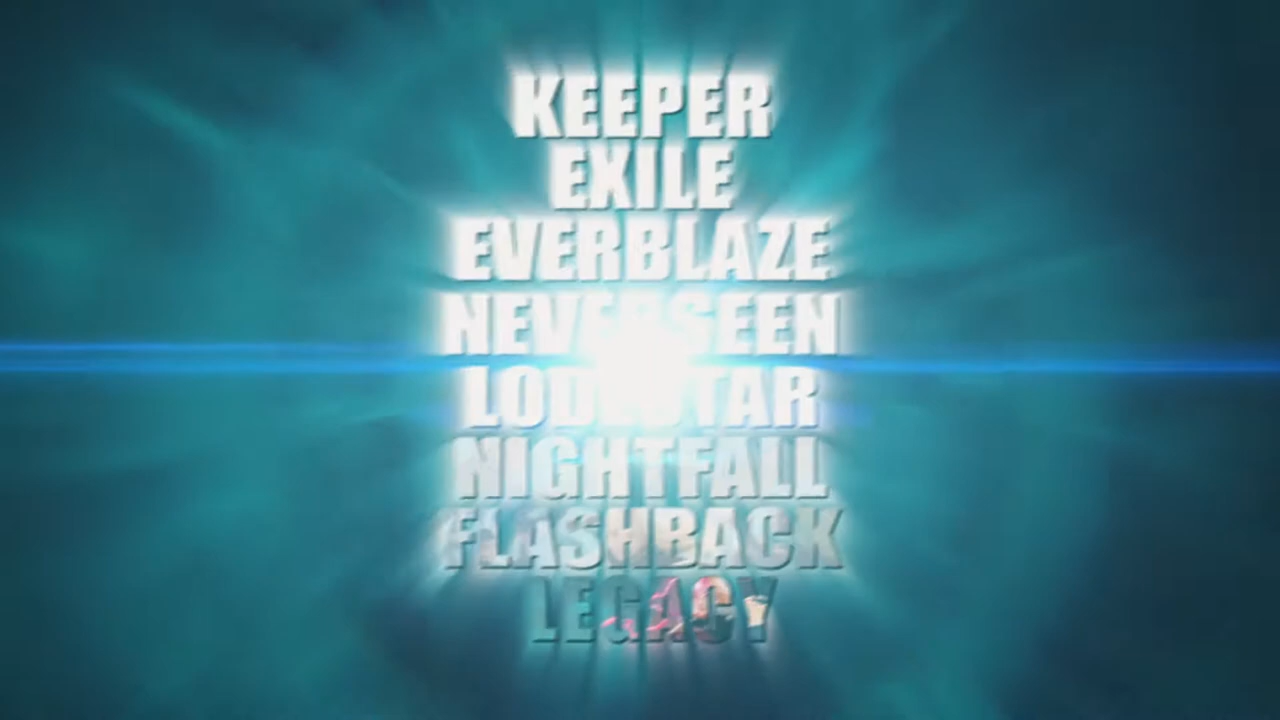 KEEPER
EXILE
EVERBLAZE
NEVERSEEN
LODESTAR
NIGHTFALL
FLASHBACK
LEGACY